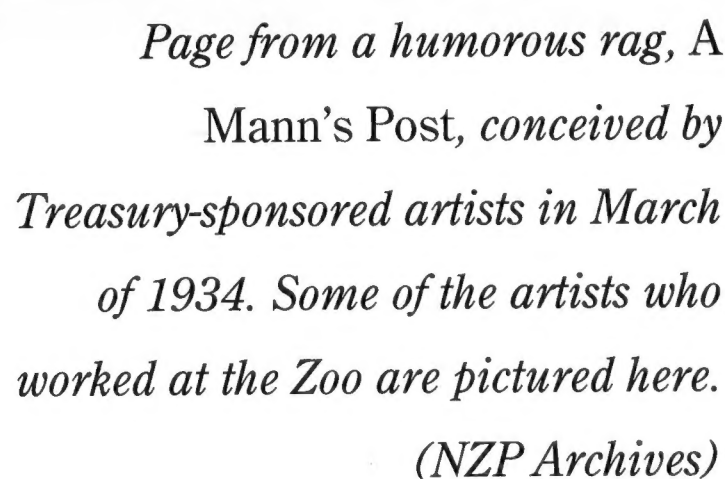 Page from a humorous rag, A
Mann's Post, conceived by
Treasury-sponsored artists in March
of 1934. Some of the artists who
worked at the Zoo are pictured here.
(NZP Archives)